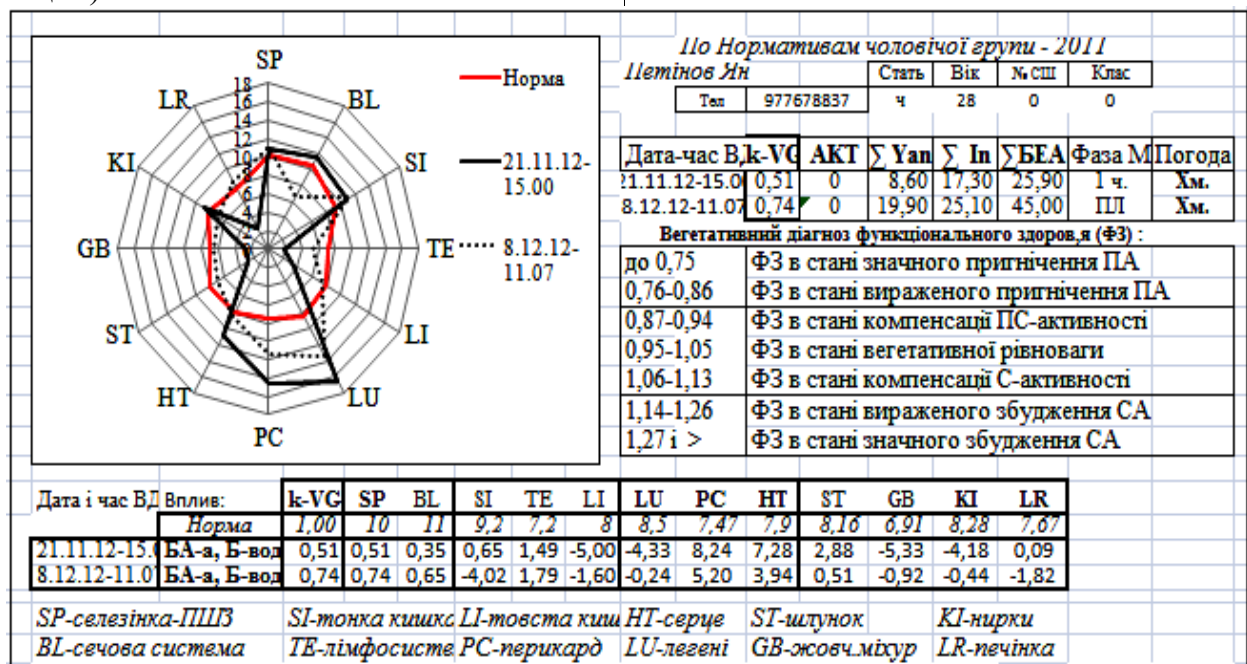 По Нормативам чоловічої групи - 2011
Петінов Ян Стать Вік № СШ Клас
Тел 977678837 ч 28 0 0
SP
BL
SI
TE
LI
LU
PC
HT
ST
GB
KI
LR
18
16
14
12
10
8
6
4
2
Норма
21.11.12-
15.00
8.12.12-
11.07
Дата-час В, k-VG АКТ ∑ Yan ∑ In ∑БЕА Фаза М Погода
21.11.12-15.0 0,51 0 8,60 17,30 25,90 1 ч. Хм.
8.12.12-11.07 0,74 0 19,90 25,10 45,00 ПЛ Хм.
Вегетативний діагноз функціонального здоров,я (ФЗ) :
до 0,75 ФЗ в стані значного пригнічення ПА
0,76-0,86 ФЗ в стані вираженого пригнічення ПА
0,87-0,94 ФЗ в стані компенсації ПС-активності
0,95-1,05 ФЗ в стані вегетативної рівноваги
1,06-1,13 ФЗ в стані компенсації С-активності
1,14-1,26 ФЗ в стані вираженого збудження СА
1,27 і > ФЗ в стані значного збудження СА
Дата і час ВД Вплив: k-VG SP BL SI TE LI LU PC HT ST GB KI LR
Норма 1,00 10 11 9,2 7,2 8 8,5 7,47 7,9 8,16 6,91 8,28 7,67
21.11.12-15.0 БА-а, Б-вод 0,51 0,51 0,35 0,65 1,49 -5,00 -4,33 8,24 7,28 2,88 -5,33 -4,18 0,09
8.12.12-11.07 БА-а, Б-вод 0,74 0,74 0,65 -4,02 1,79 -1,60 -0,24 5,20 3,94 0,51 -0,92 -0,44 -1,82
SP-селезінка-ПШЗ SI-тонка кишка LI-товста киш HT-серце ST-шлунок KI-нирки
BL-сечова система TE-лімфосисте PC-перикард LU-легені GB-жовч.міхур LR-печінка